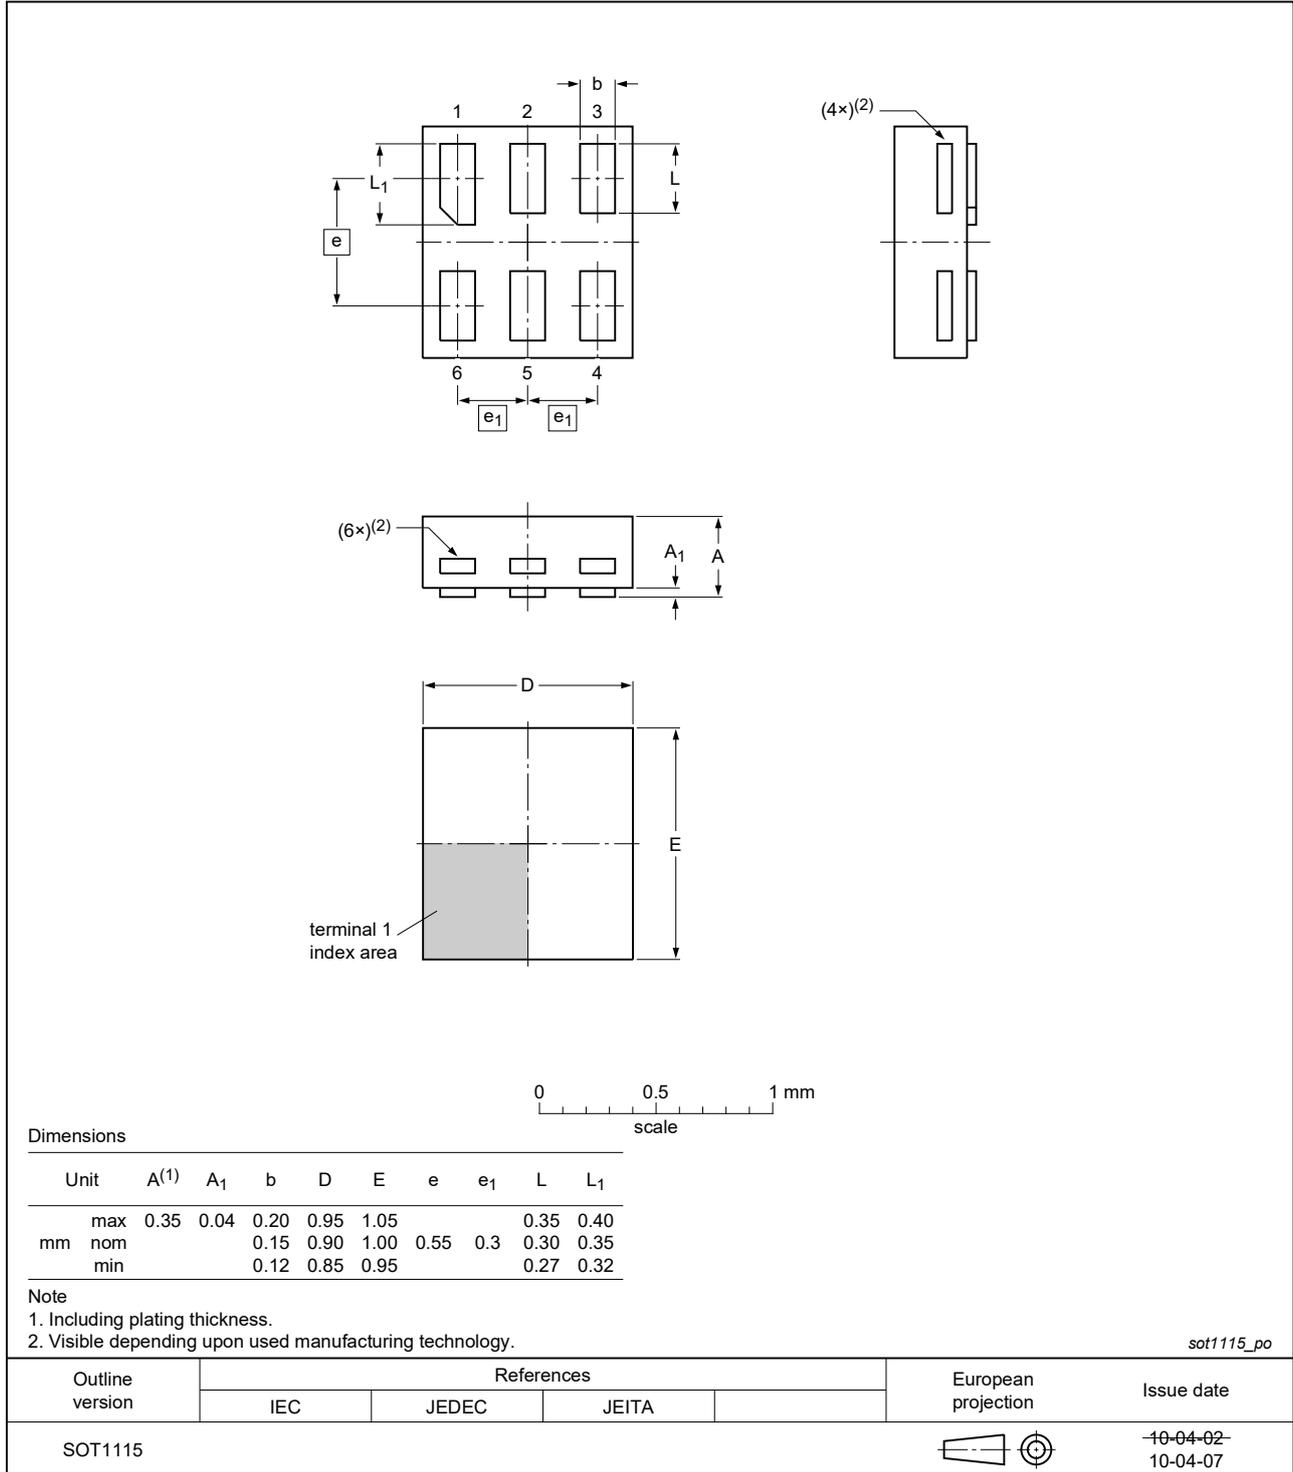 b
1 2 3
(4×)(2)
L1
L
e
6 5 4
e1 e1
(6×)(2)
A1 A
D
E
terminal 1
index area
0 0.5 1 mm
scale
Dimensions
Unit A(1) A1 b D E e e1 L L1
max 0.35 0.04 0.20 0.95 1.05 0.35 0.40
mm nom 0.15 0.90 1.00 0.55 0.3 0.30 0.35
min 0.12 0.85 0.95 0.27 0.32
Note
1. Including plating thickness.
2. Visible depending upon used manufacturing technology.
sot1115_po
Outline
version
References
IEC JEDEC JEITA
European
projection
Issue date
SOT1115
10-04-02
10-04-07